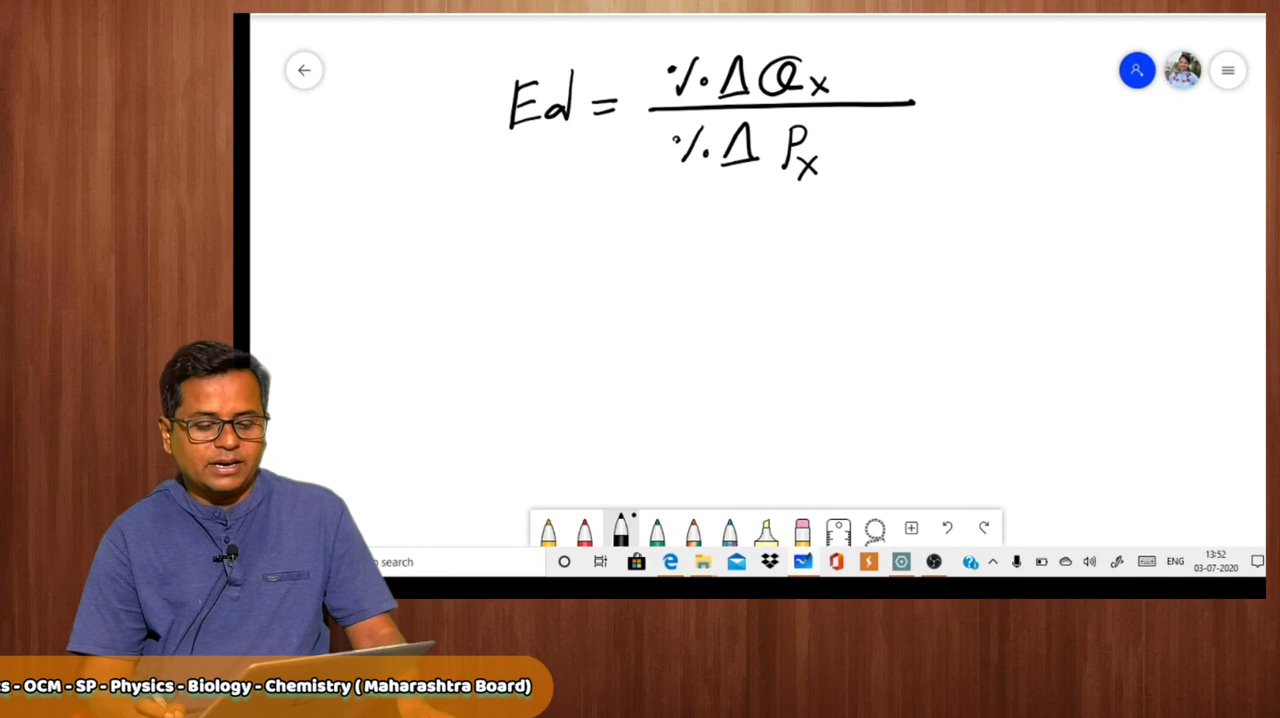 Ed = %ΔQx
%ΔPx
search
ENG
13:52
03-07-2020
s - OCM - SP - Physics - Biology - Chemistry ( Maharashtra Board)